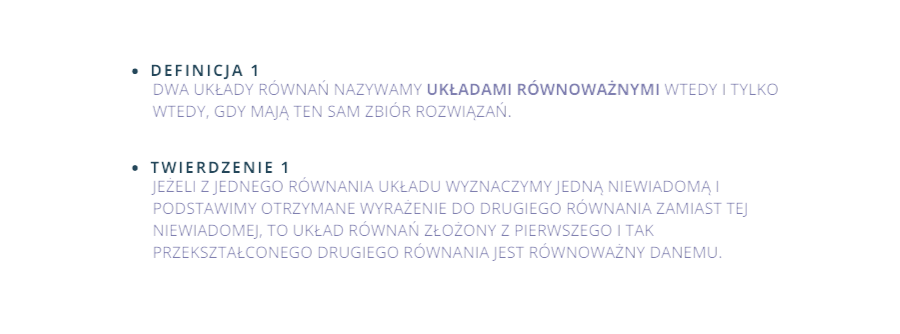 • DEFINICJA 1
DWA UKŁADY RÓWNAŃ NAZYWAMY UKŁADAMI RÓWNOWAŻNYMI WTEDY I TYLKO
WTEDY, GDY MAJĄ TEN SAM ZBIÓR ROZWIĄZAŃ.
• TWIERDZENIE 1
JEŻELI Z JEDNEGO RÓWNANIA UKŁADU WYZNACZYMY JEDNĄ NIEWIADOMĄ I
PODSTAWIMY OTRZYMANE WYRAŻENIE DO DRUGIEGO RÓWNANIA ZAMIAST TEJ
NIEWIADOMEJ, TO UKŁAD RÓWNAŃ ZŁOŻONY Z PIERWSZEGO I TAK
PRZEKSZTAŁCONEGO DRUGIEGO RÓWNANIA JEST RÓWNOWAŻNY DANEMU.